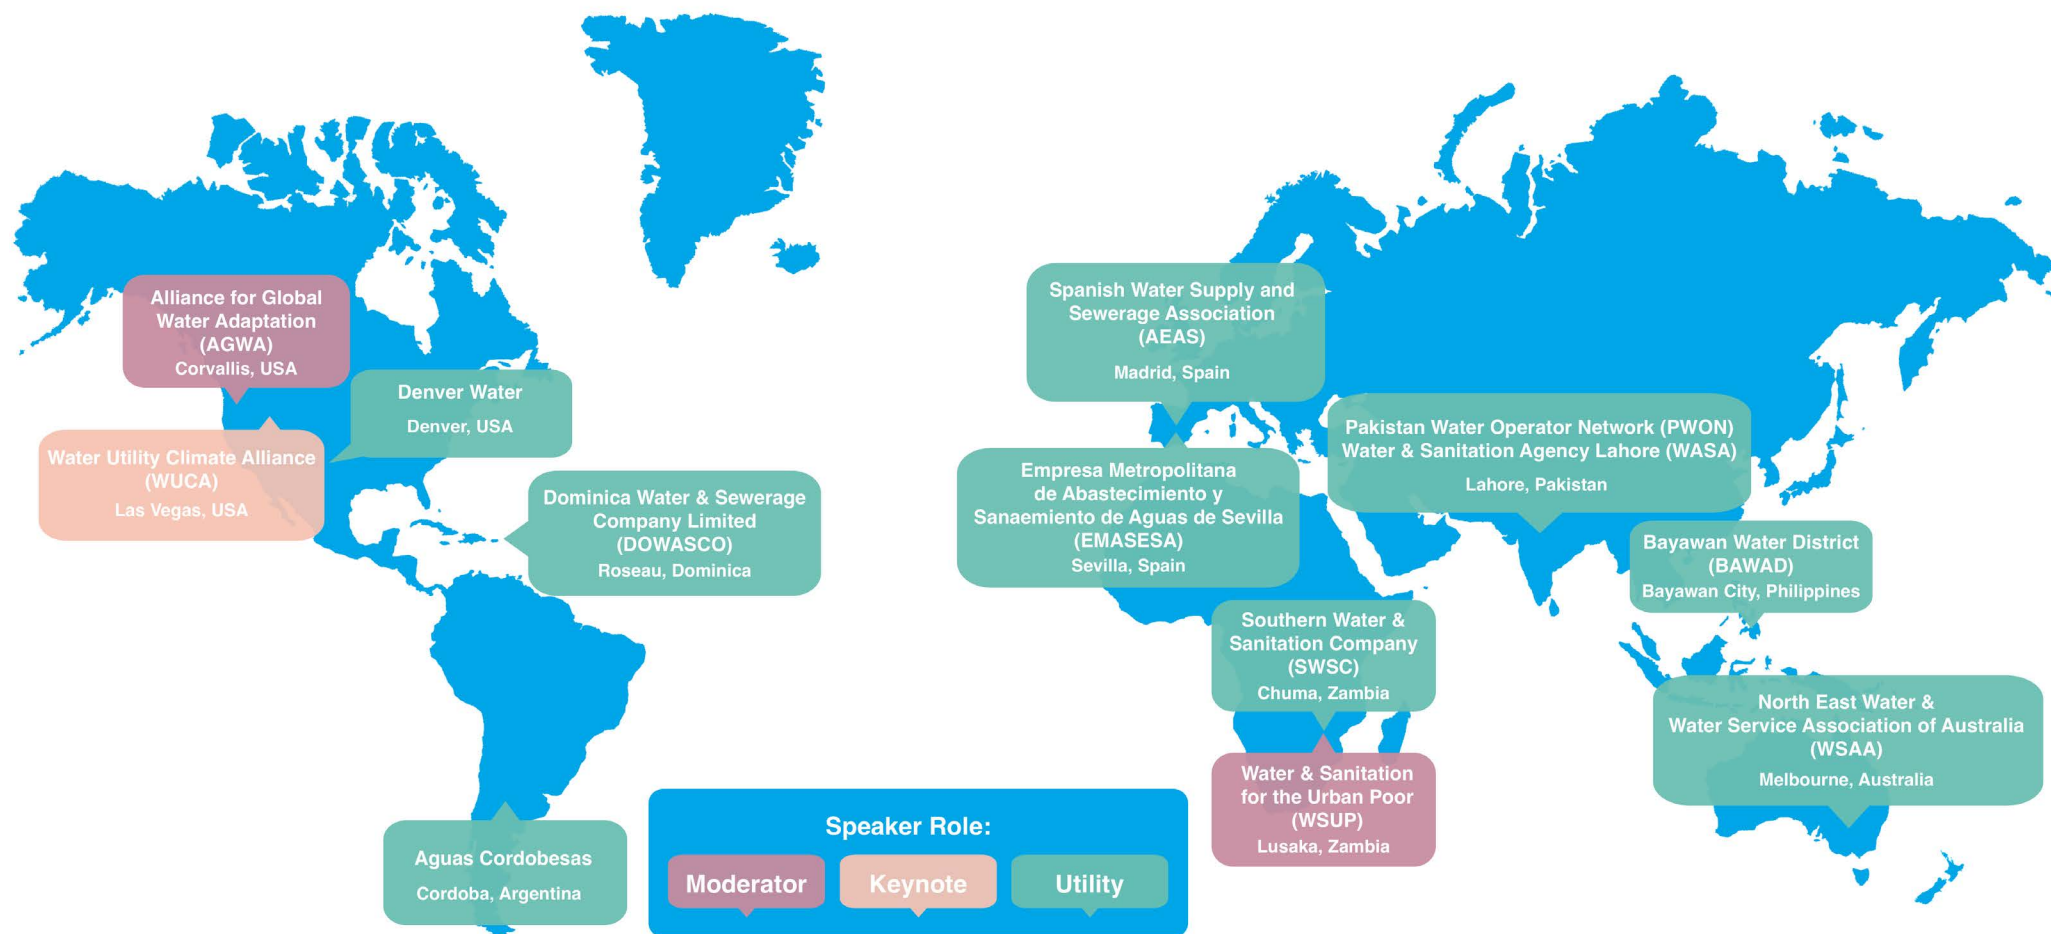 Alliance for Global
Water Adaptation
(AGWA)
Corvallis, USA
Denver Water
Denver, USA
Water Utility Climate Alliance
(WUCA)
Las Vegas, USA
Dominica Water & Sewerage
Company Limited
(DOWASCO)
Roseau, Dominica
Aguas Cordobesas
Cordoba, Argentina
Spanish Water Supply and
Sewerage Association
(AEAS)
Madrid, Spain
Empresa Metropolitana
de Abastecimiento y
Sanaemiento de Aguas de Sevilla
(EMASESA)
Sevilla, Spain
Pakistan Water Operator Network (PWON)
Water & Sanitation Agency Lahore (WASA)
Lahore, Pakistan
Bayawan Water District
(BAWAD)
Bayawan City, Philippines
Southern Water &
Sanitation Company
(SWSC)
Chuma, Zambia
Water & Sanitation
for the Urban Poor
(WSUP)
Lusaka, Zambia
North East Water &
Water Service Association of Australia
(WSAA)
Melbourne, Australia
Speaker Role:
Moderator
Keynote
Utility